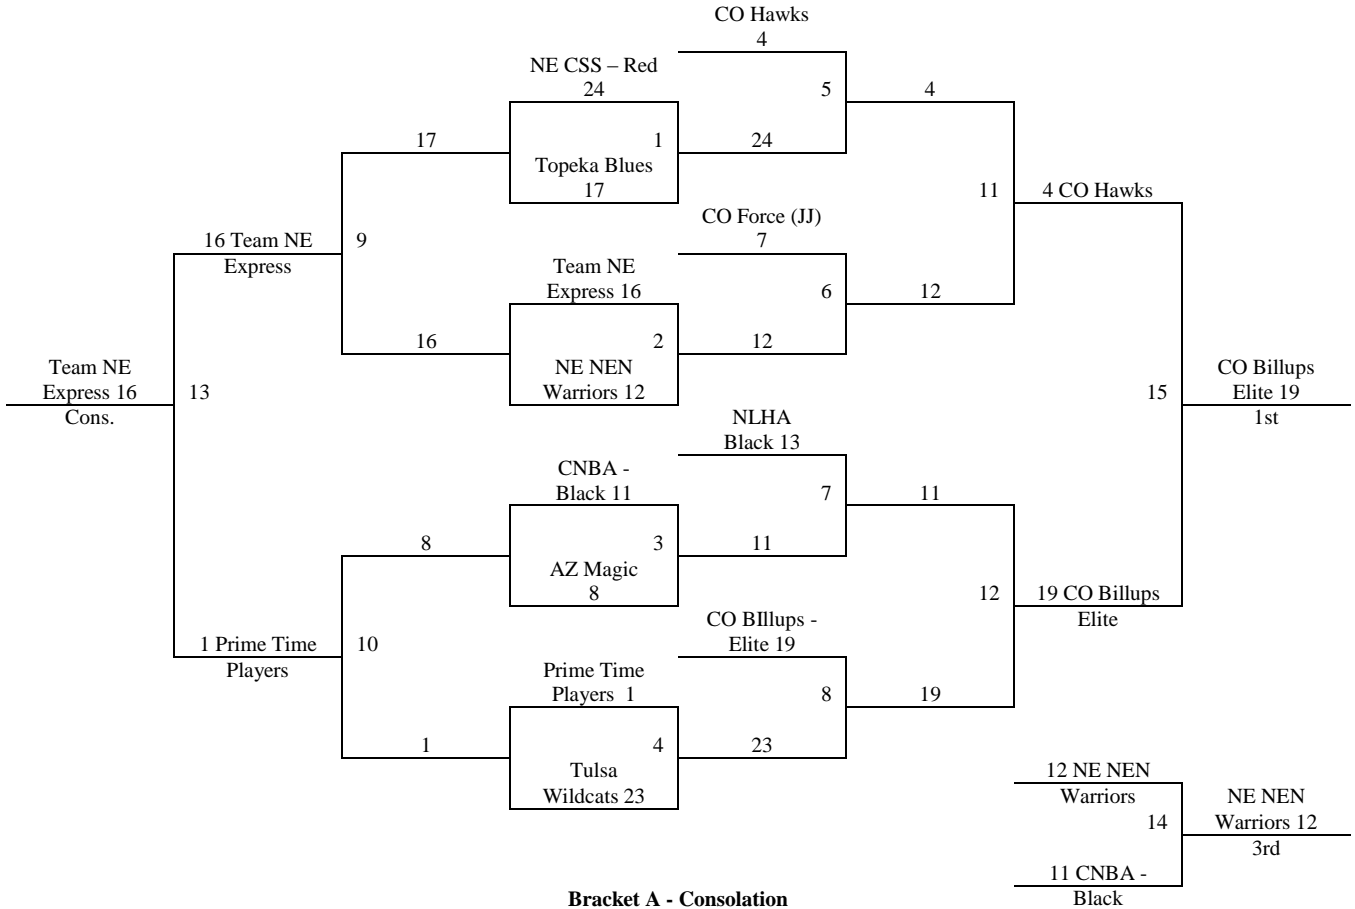 CO Hawks
4
NE CSS – Red
24
5
4
17
1
24
Topeka Blues
17
11
4 CO Hawks
CO Force (JJ)
7
16 Team NE
Express
9
Team NE
Express 16
6
12
16
2
12
NE NEN
Warriors 12
Team NE
Express 16
Cons.
13
15
CO Billups
Elite 19
1st
NLHA
Black 13
CNBA -
Black 11
7
11
8
3
11
AZ Magic
8
12
19 CO Billups
Elite
CO BIllups -
Elite 19
1 Prime Time
Players
10
Prime Time
Players 1
8
19
1
4
23
Tulsa
Wildcats 23
12 NE NEN
Warriors
14
NE NEN
Warriors 12
3rd
11 CNBA -
Black
Bracket A - Consolation